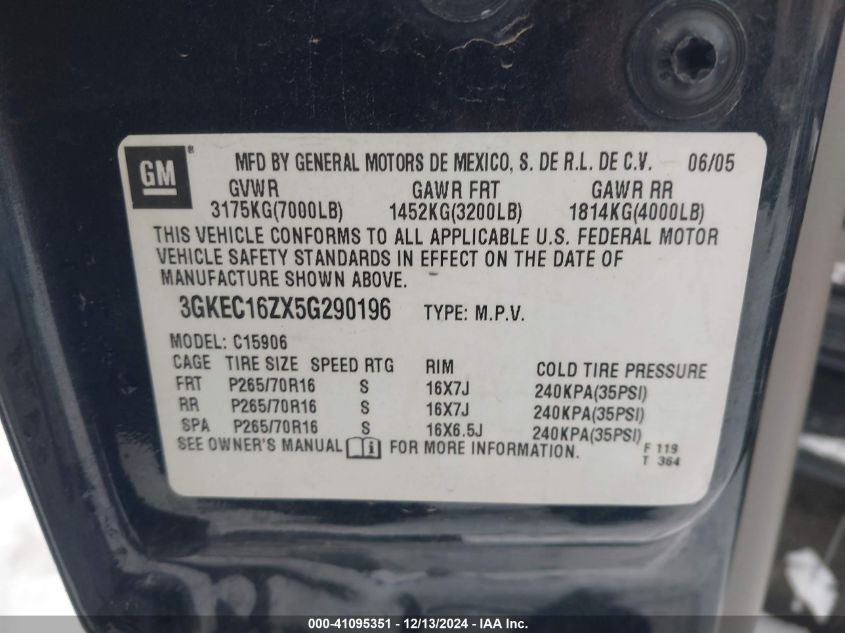 GM®
MFD BY GENERAL MOTORS DE MEXICO, S. DE R.L. DE C.V. 06/05
GVWR GAWR FRT GAWR RR
3175KG(7000LB) 1452KG(3200LB) 1814KG(4000LB)
THIS VEHICLE CONFORMS TO ALL APPLICABLE U.S. FEDERAL MOTOR
VEHICLE SAFETY STANDARDS IN EFFECT ON THE DATE OF
MANUFACTURE SHOWN ABOVE.
3GKEC16ZX5G290196 TYPE: M.P.V.
MODEL: C15906
CAGE TIRE SIZE SPEED RTG RIM COLD TIRE PRESSURE
FRT P265/70R16 S 16X7J 240KPA(35PSI)
RR P265/70R16 S 16X7J 240KPA(35PSI)
SPA P265/70R16 S 16X6.5J 240KPA(35PSI)
SEE OWNER'S MANUAL FOR MORE INFORMATION.
F 119
T 364
000-41095351 / 12/13/2024 - IAA Inc.